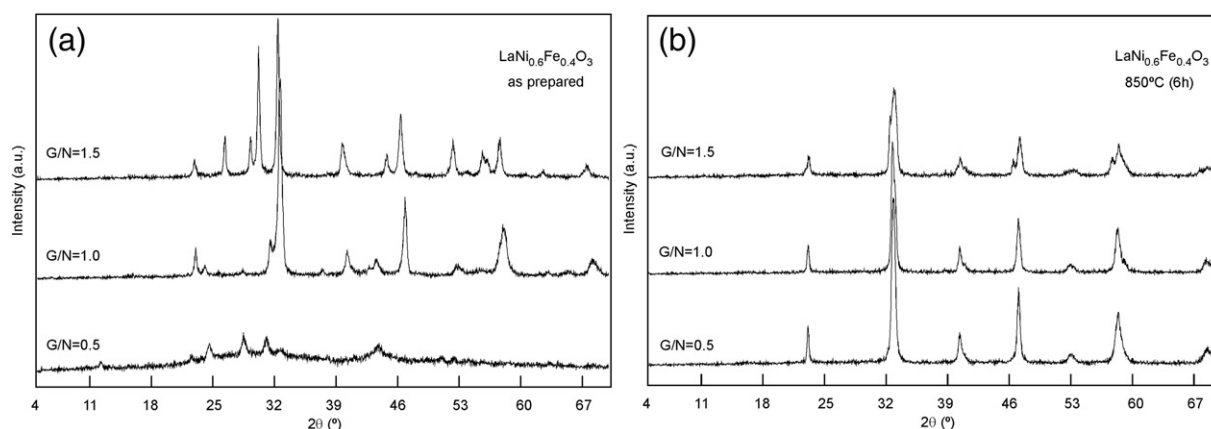 (a)
LaNi0.6Fe0.4O3
as prepared
G/N=1.5
G/N=1.0
G/N=0.5
Intensity (a.u.)
4 11 18 25 32 39 46 53 60 67
2θ (º)
(b)
LaNi0.6Fe0.4O3
850ºC (6h)
G/N=1.5
G/N=1.0
G/N=0.5
Intensity (a.u.)
4 11 18 25 32 39 46 53 60 67
2θ (º)